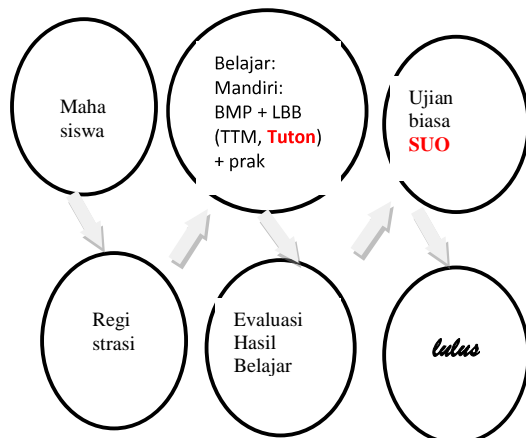 Maha
siswa
Belajar:
Mandiri:
BMP + LBB
(TTM, Tuton)
+ prak
Ujian
biasa
SUO
Regi
strasi
Evaluasi
Hasil
Belajar
lulus